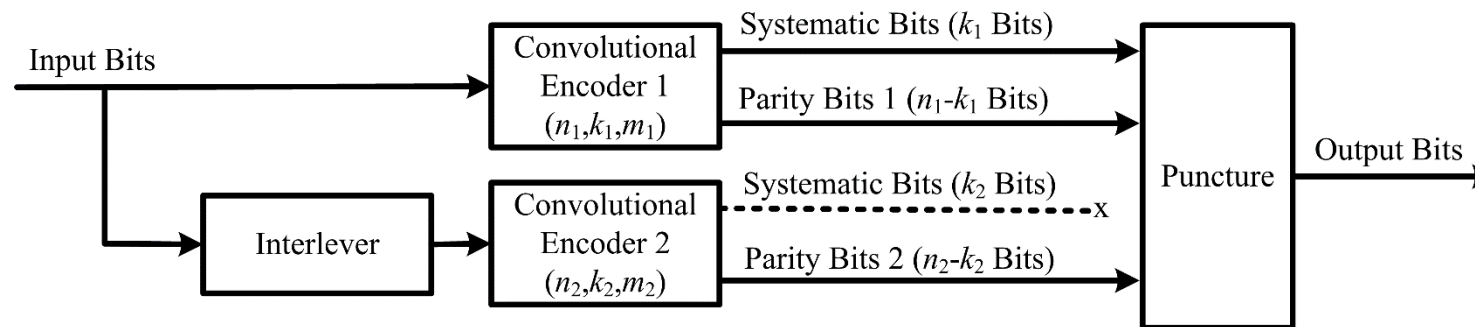 Input Bits
Convolutional
Encoder 1
(n₁,k₁,m₁)
Systematic Bits (k₁ Bits)
Parity Bits 1 (n₁-k₁ Bits)
Interlever
Convolutional
Encoder 2
(n₂,k₂,m₂)
Systematic Bits (k₂ Bits)
x
Parity Bits 2 (n₂-k₂ Bits)
Puncture
Output Bits